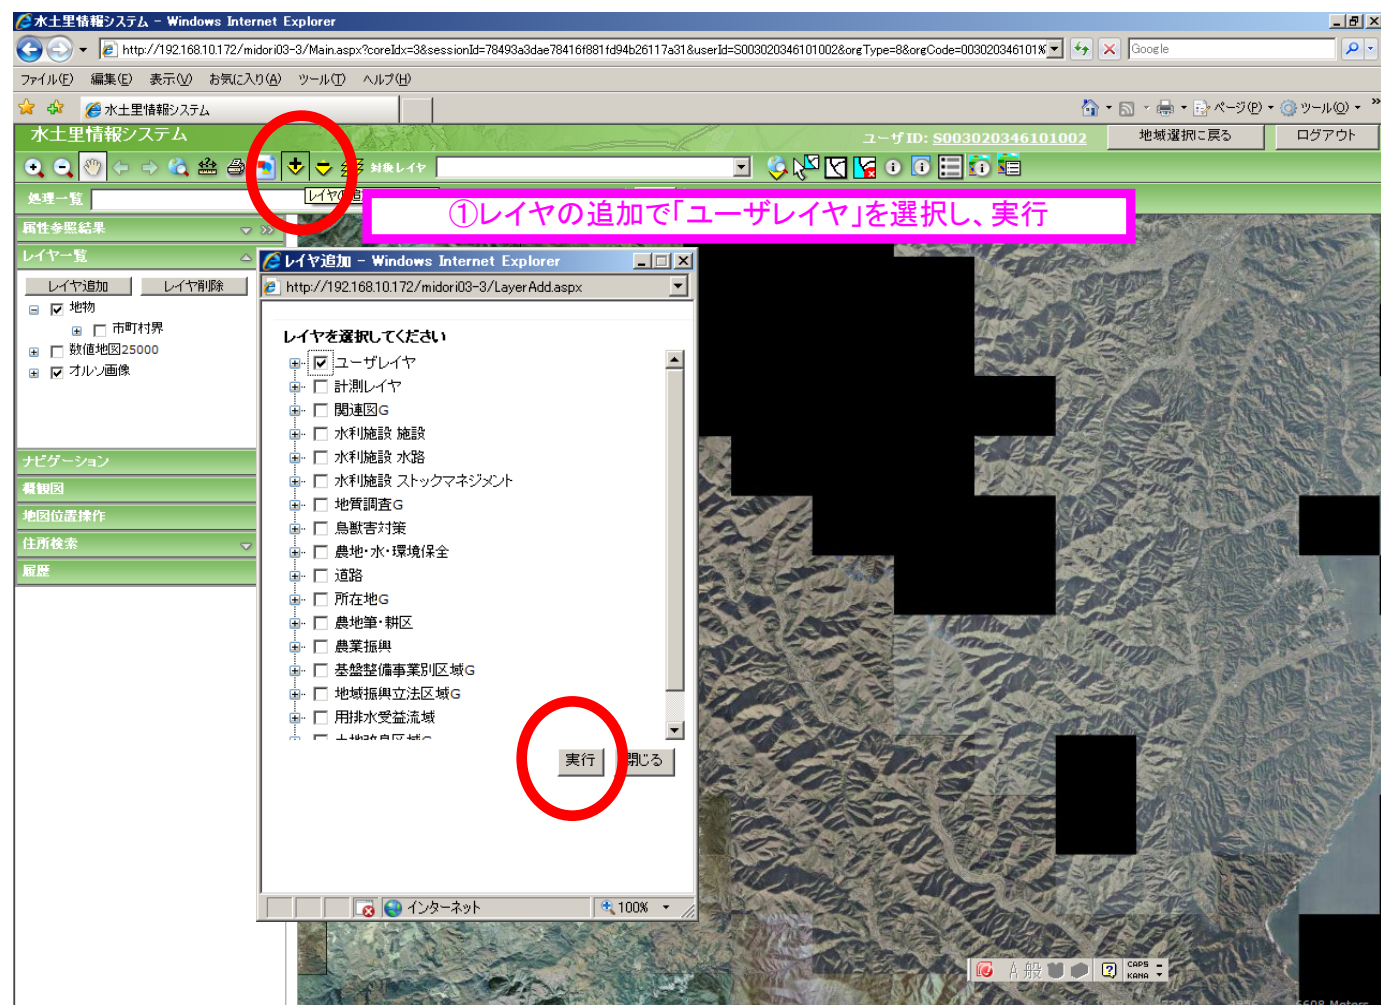 水土里情報システム - Windows Internet Explorer
http://192.168.10.172/midori03-3/Main.aspx?coreIdx=3&sessionId=78493a3dae78416f881fd94b26117a31&userId=S003020346101002&orgType=8&orgCode=003020346101%
Google
ファイル(F) 編集(E) 表示(V) お気に入り(A) ツール(T) ヘルプ(H)
水土里情報システム
ページ(P) ツール(O)
水土里情報システム
ユーザID: S003020346101002
地域選択に戻る
ログアウト
対象レイヤ
処理一覧
①レイヤの追加で「ユーザレイヤ」を選択し、実行
属性参照結果
レイヤ一覧
レイヤ追加 レイヤ削除
地物
市町村界
数値地図25000
オルソ画像
ナビゲーション
概観図
地図位置操作
住所検索
履歴
レイヤ追加 - Windows Internet Explorer
http://192.168.10.172/midori03-3/LayerAdd.aspx
レイヤを選択してください
ユーザレイヤ
計測レイヤ
関連図G
水利施設 施設
水利施設 水路
水利施設 ストックマネジメント
地質調査G
鳥獣害対策
農地・水・環境保全
道路
所在地G
農地筆・耕区
農業振興
基盤整備事業別区域G
地域振興立法区域G
用排水受益流域
実行 閉じる
インターネット
100%
A 般
CAPS
KANA
6608 Meters